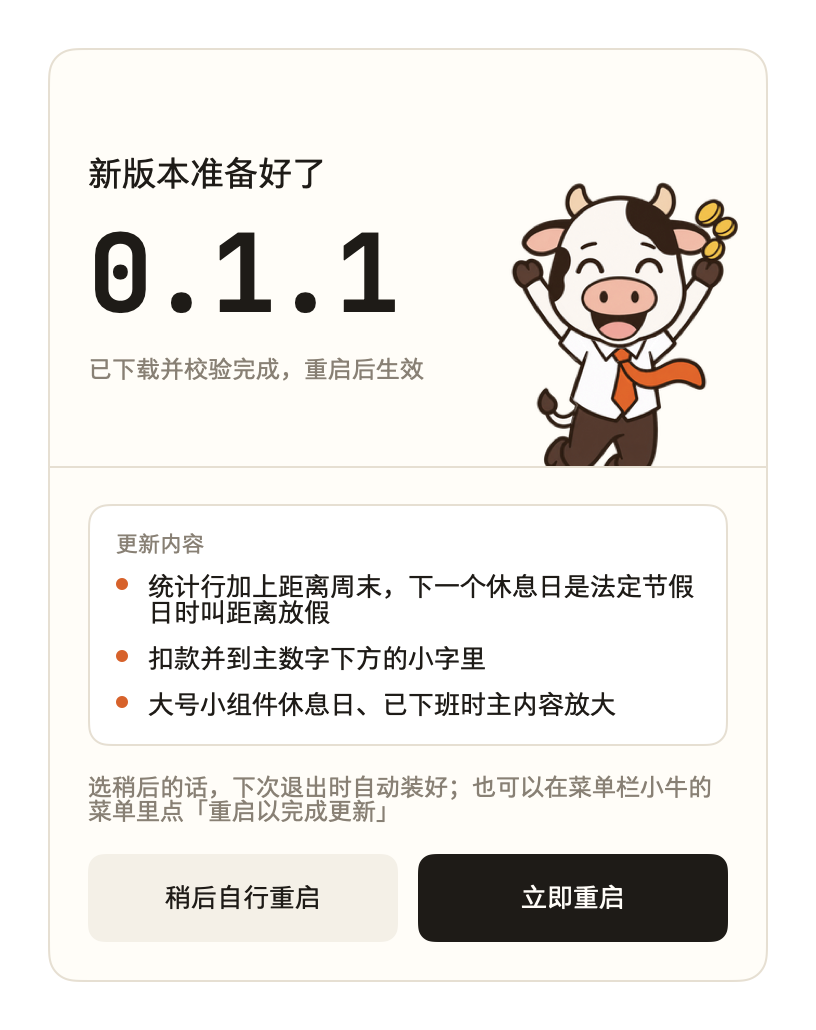 新版本准备好了
0.1.1
已下载并校验完成，重启后生效
更新内容
统计行加上距离周末，下一个休息日是法定节假
日时叫距离放假
扣款并到主数字下方的小字里
大号小组件休息日、已下班时主内容放大
选稍后的话，下次退出时自动装好；也可以在菜单栏小牛的
菜单里点「重启以完成更新」
稍后自行重启
立即重启